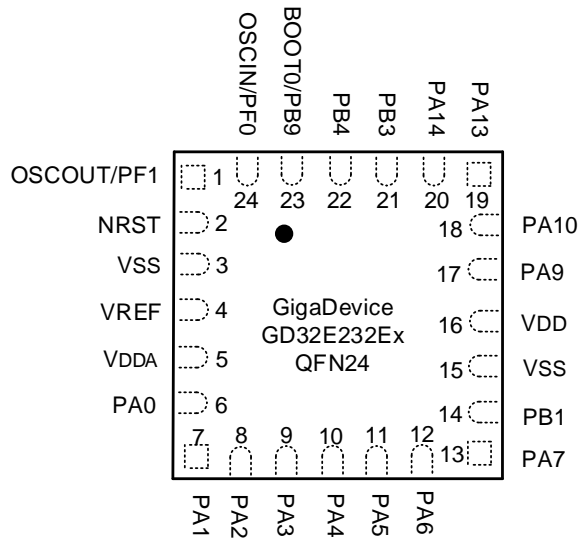 OSCIN/PF0
BOOT0/PB9
PB4
PB3
PA14
PA13
OSCOUT/PF1
1
24
23
22
21
20
19
NRST
2
18
PA10
VSS
3
17
PA9
VREF
4
GigaDevice
GD32E232Ex
QFN24
16
VDD
VDDA
5
15
VSS
PA0
6
14
PB1
7
8
9
10
11
12
13
PA7
PA1
PA2
PA3
PA4
PA5
PA6